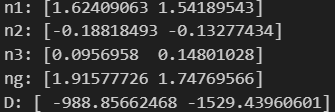 n1: [1.62409063 1.54189543]
n2: [-0.18818493 -0.13277434]
n3: [0.0956958  0.14801028]
ng: [1.91577726 1.74769566]
D: [ -988.85662468 -1529.43960601]